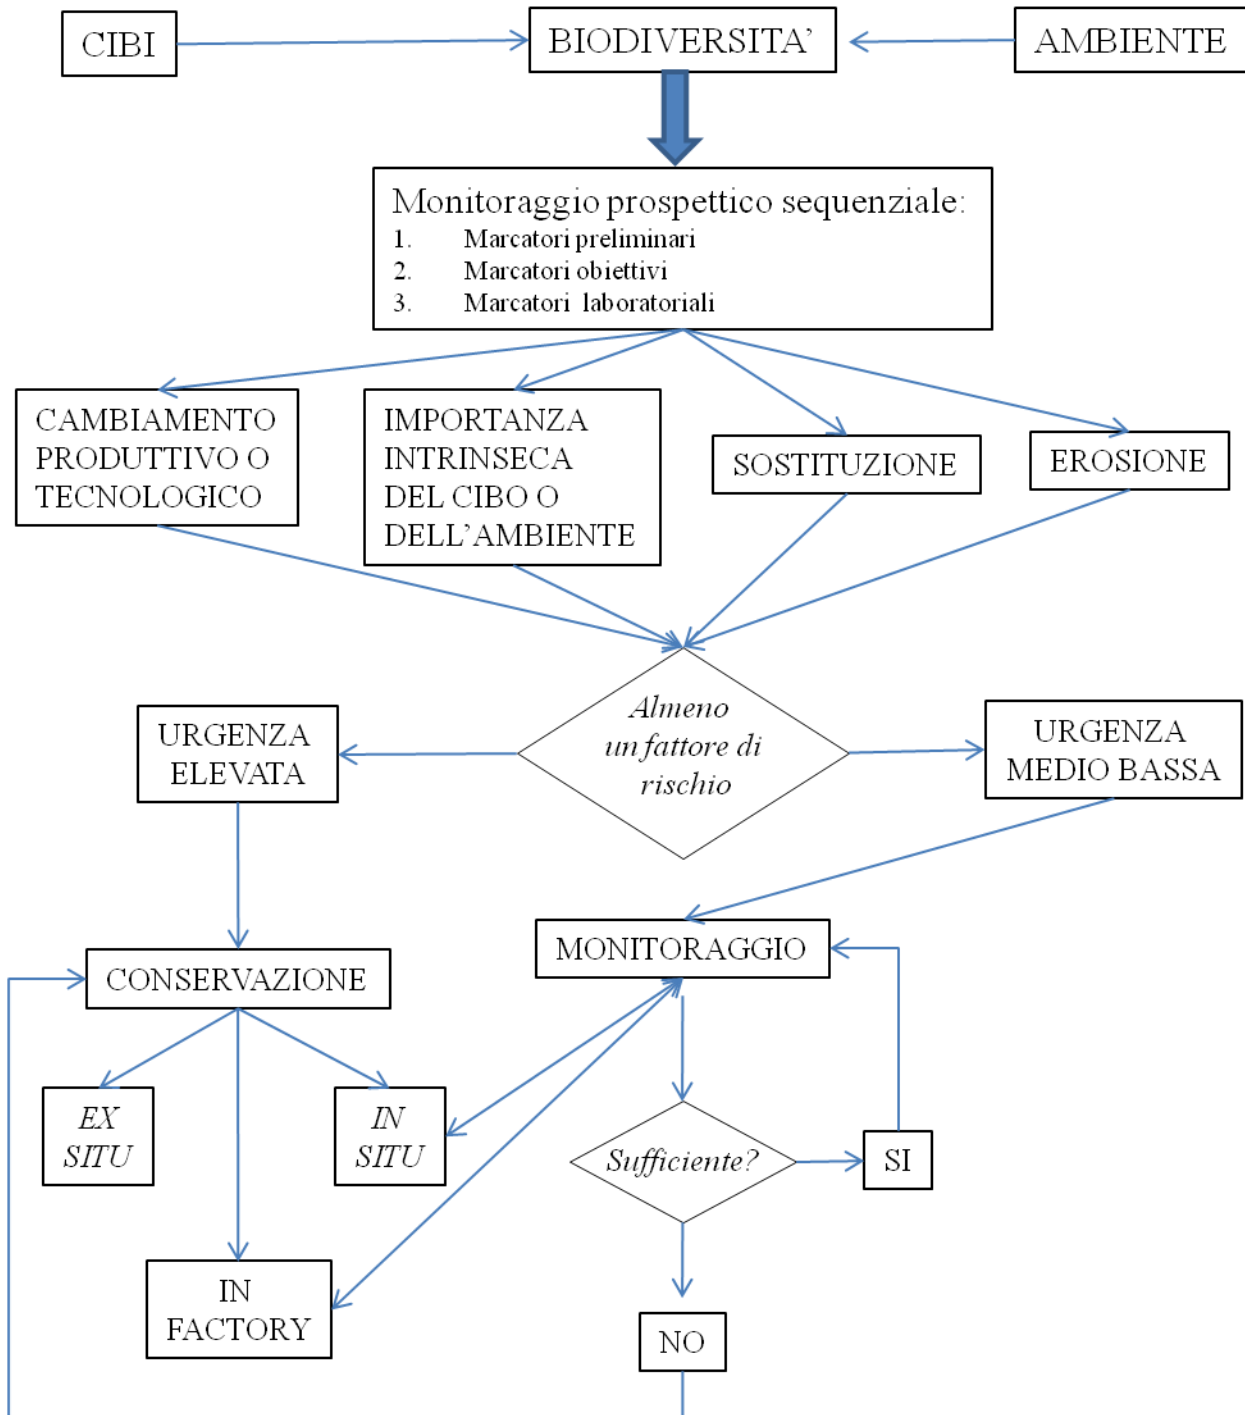 CIBI
BIODIVERSITA’
AMBIENTE
Monitoraggio prospettico sequenziale:
1. Marcatori preliminari
2. Marcatori obiettivi
3. Marcatori laboratoriali
CAMBIAMENTO
PRODUTTIVO O
TECNOLOGICO
IMPORTANZA
INTRINSECA
DEL CIBO O
DELL’AMBIENTE
SOSTITUZIONE
EROSIONE
Almeno
un fattore di
rischio
URGENZA
ELEVATA
URGENZA
MEDIO BASSA
CONSERVAZIONE
MONITORAGGIO
EX
SITU
IN
SITU
Sufficiente?
SI
IN
FACTORY
NO